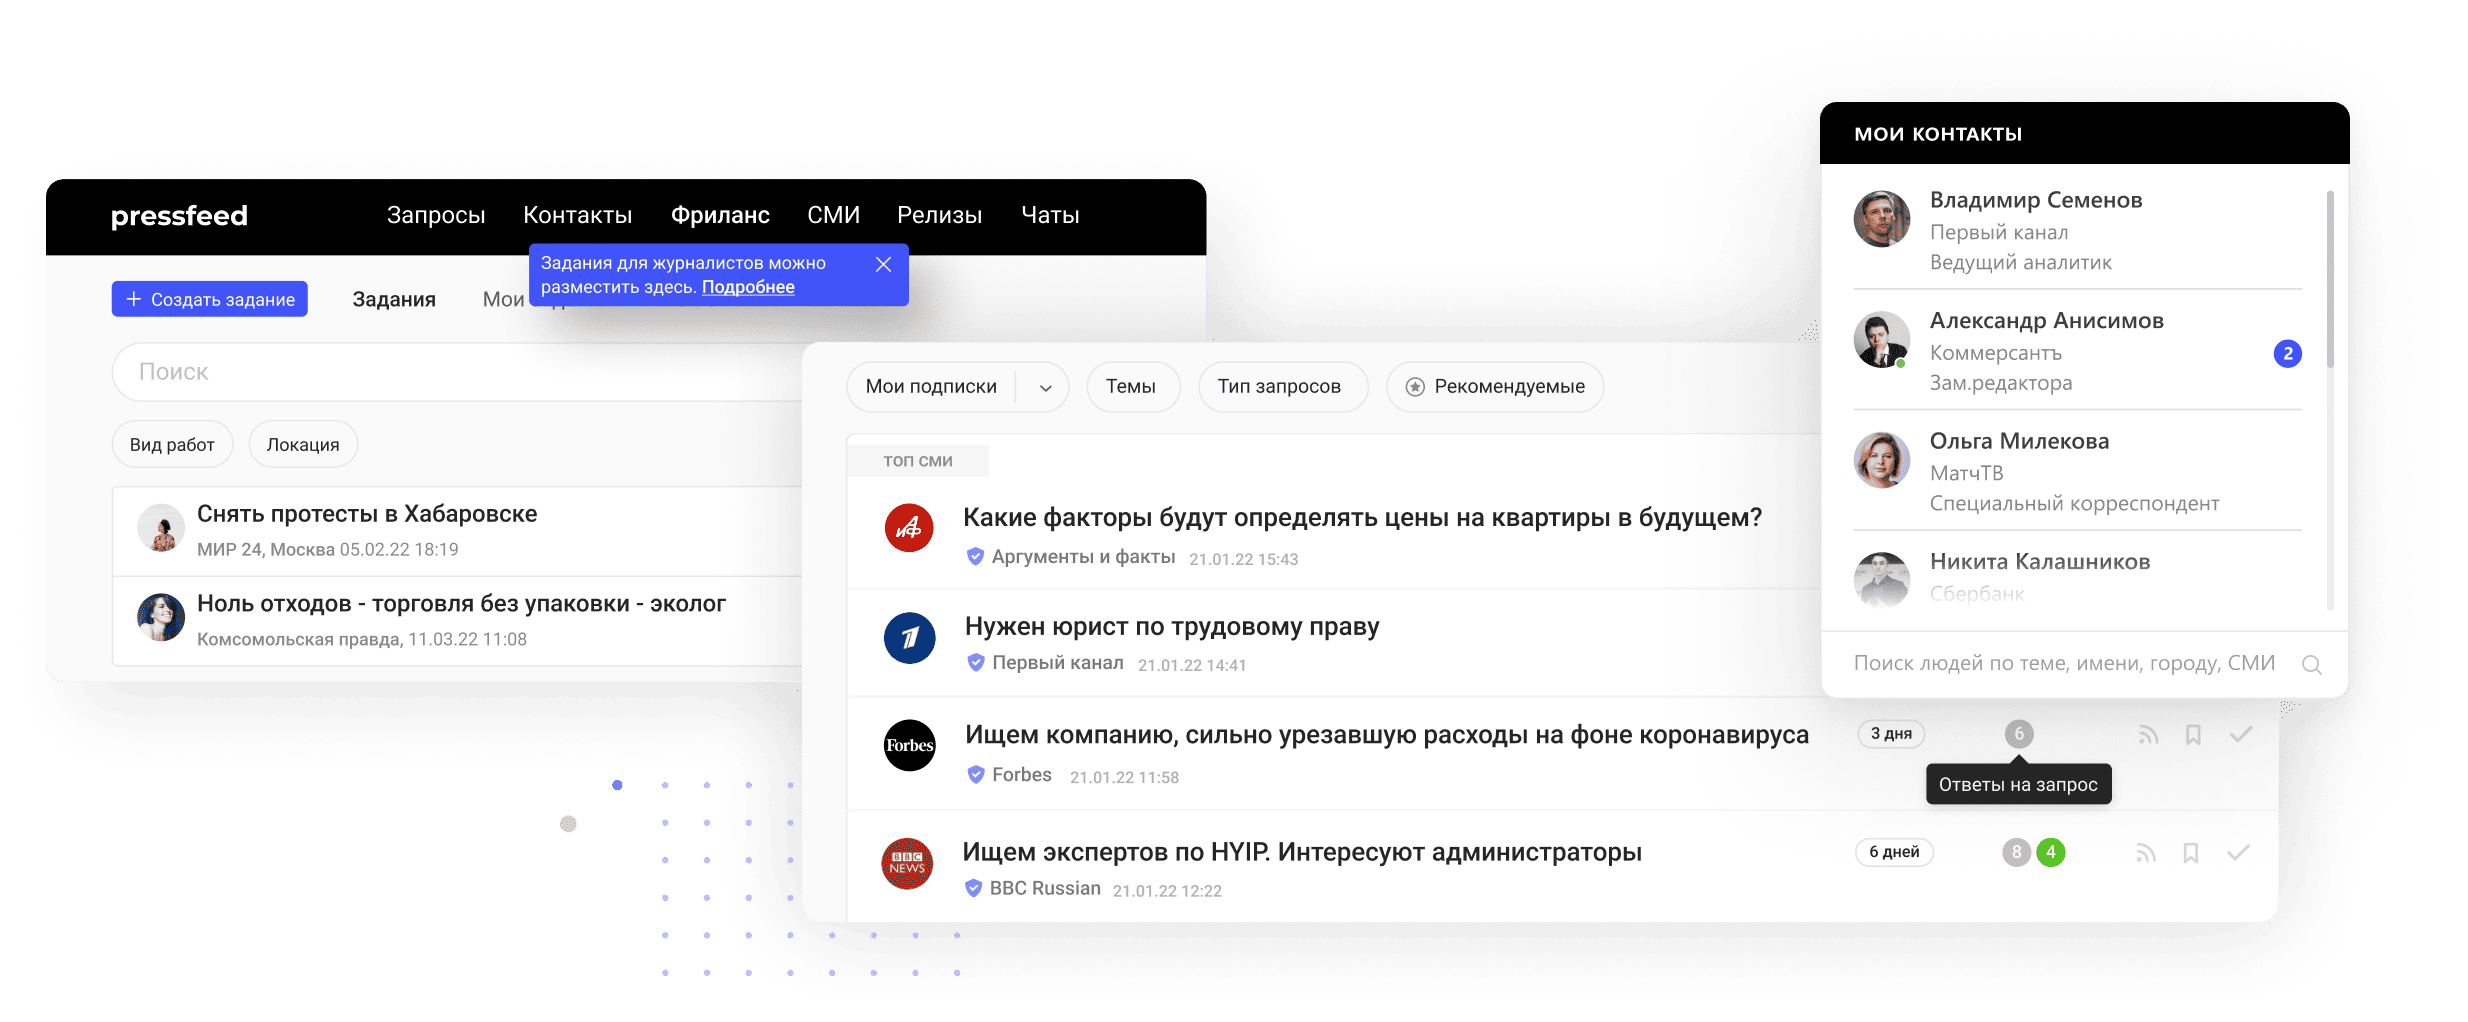 pressfeed
Запросы Контакты Фриланс СМИ Релизы Чаты
Задания для журналистов можно
разместить здесь. Подробнее
+ Создать задание Задания Мои
Поиск
Вид работ Локация
Снять протесты в Хабаровске
МИР 24, Москва 05.02.22 18:19
Ноль отходов - торговля без упаковки - эколог
Комсомольская правда, 11.03.22 11:08
Мои подписки Темы Тип запросов Рекомендуемые
ТОП СМИ
аиф
Какие факторы будут определять цены на квартиры в будущем?
Аргументы и факты 21.01.22 15:43
1
Нужен юрист по трудовому праву
Первый канал 21.01.22 14:41
Forbes
Ищем компанию, сильно урезавшую расходы на фоне коронавируса 3 дня 6
Forbes 21.01.22 11:58
Ответы на запрос
BBC
NEWS
Ищем экспертов по HYIP. Интересуют администраторы 6 дней 8 4
BBC Russian 21.01.22 12:22
МОИ КОНТАКТЫ
Владимир Семенов
Первый канал
Ведущий аналитик
Александр Анисимов
Коммерсантъ 2
Зам.редактора
Ольга Милекова
МатчТВ
Специальный корреспондент
Никита Калашников
Сбербанк
Поиск людей по теме, имени, городу, СМИ